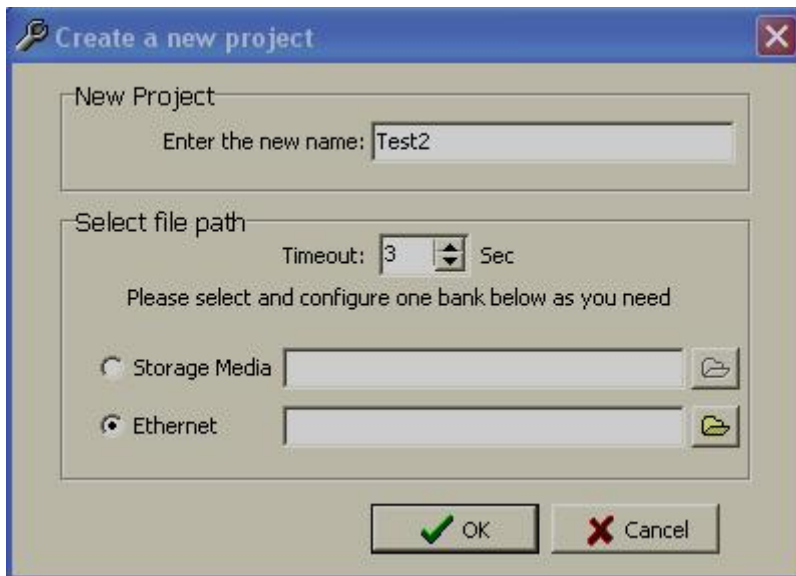 Create a new project
New Project
Enter the new name: Test2
Select file path
Timeout: 3 Sec
Please select and configure one bank below as you need
Storage Media
Ethernet
OK Cancel